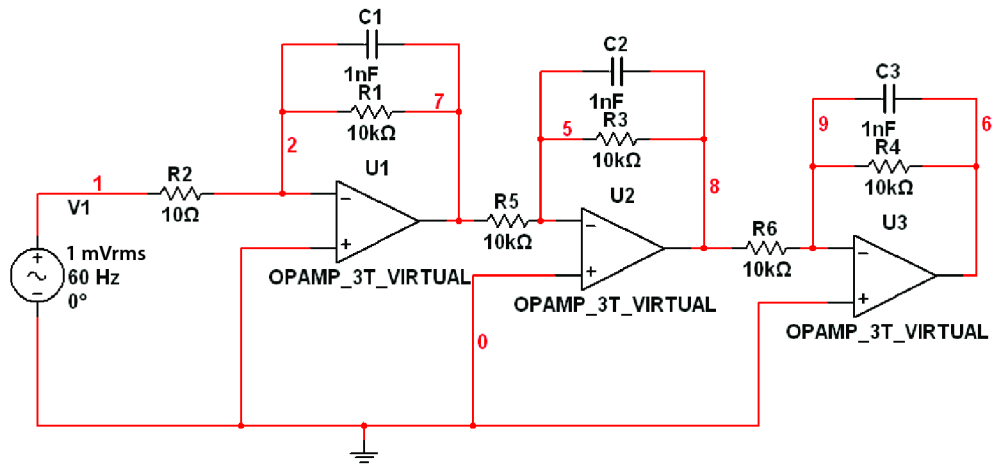 C1
1nF
R1
10kΩ
7
2
U1
−
+
OPAMP_3T_VIRTUAL
1
V1
R2
10Ω
+
−
1 mVrms
60 Hz
0°
C2
1nF
R3
10kΩ
5
8
U2
−
+
OPAMP_3T_VIRTUAL
R5
10kΩ
0
C3
1nF
R4
10kΩ
9
6
U3
−
+
OPAMP_3T_VIRTUAL
R6
10kΩ